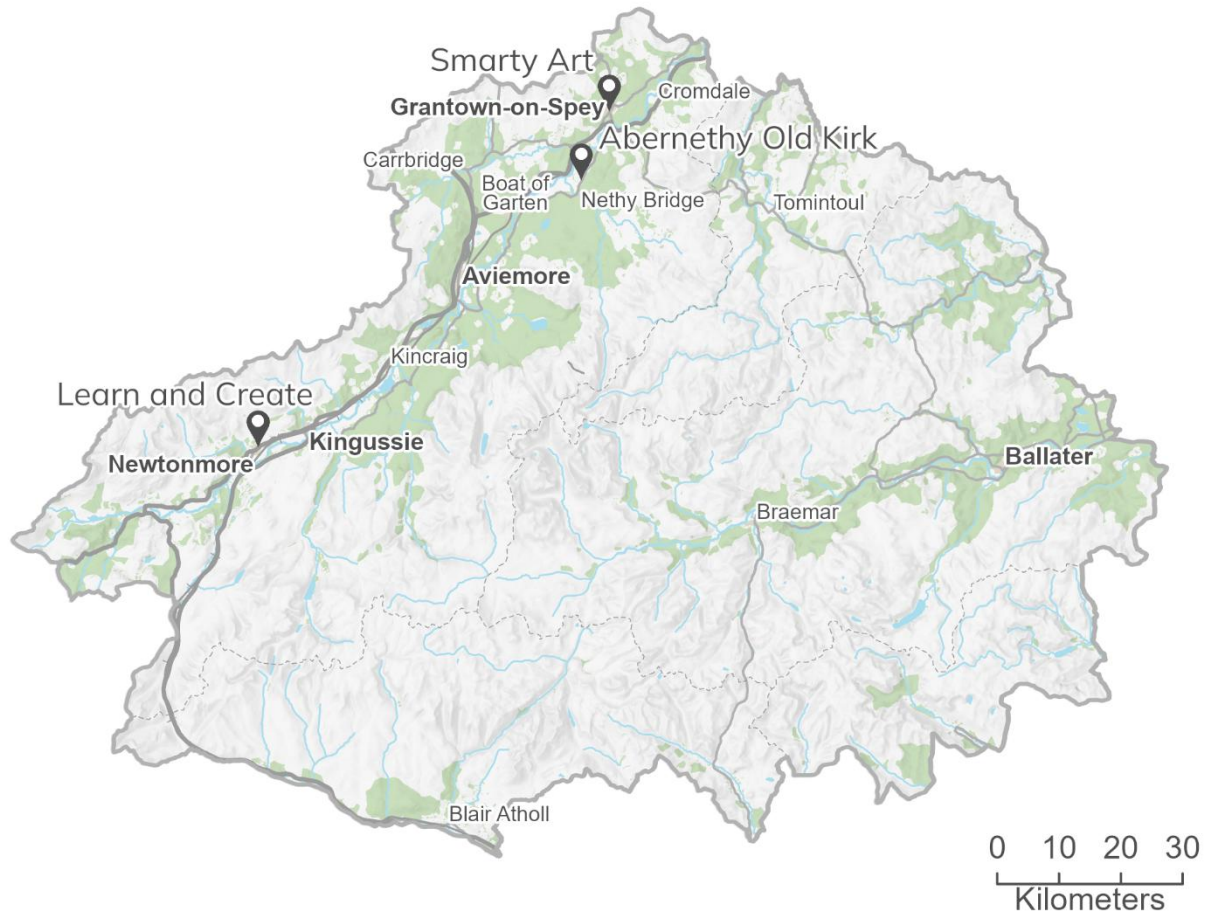 Smarty Art
Cromdale
Grantown-on-Spey
Abernethy Old Kirk
Carrbridge
Boat of
Garten
Nethy Bridge
Tomintoul
Aviemore
Kincraig
Learn and Create
Kingussie
Newtonmore
Ballater
Braemar
Blair Atholl
0 10 20 30
Kilometers